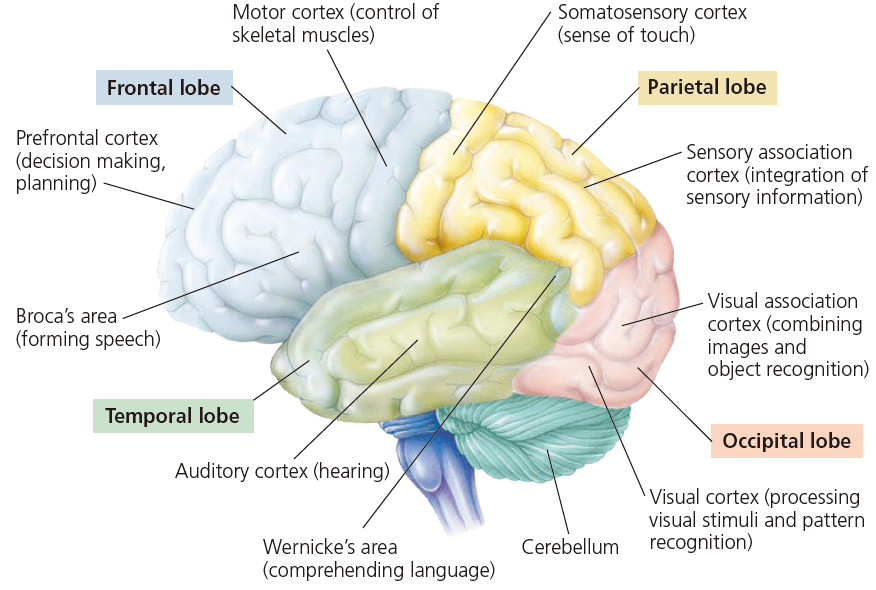 Motor cortex (control of
skeletal muscles)
Somatosensory cortex
(sense of touch)
Frontal lobe
Parietal lobe
Prefrontal cortex
(decision making,
planning)
Sensory association
cortex (integration of
sensory information)
Broca’s area
(forming speech)
Visual association
cortex (combining
images and
object recognition)
Temporal lobe
Occipital lobe
Auditory cortex (hearing)
Visual cortex (processing
visual stimuli and pattern
recognition)
Wernicke’s area
(comprehending language)
Cerebellum